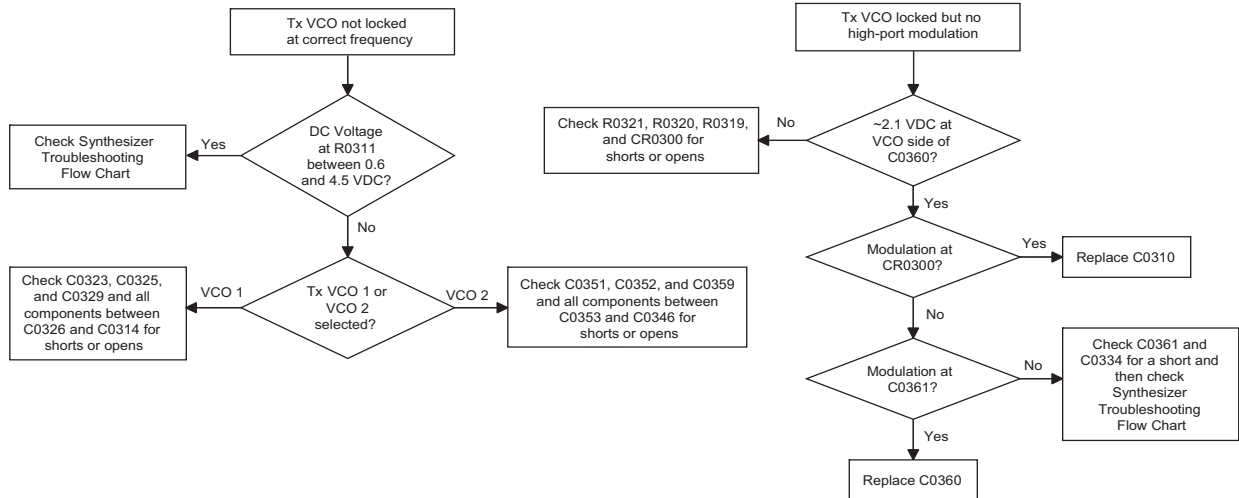 Tx VCO not locked
at correct frequency
DC Voltage
at R0311
between 0.6
and 4.5 VDC?
Yes
Check Synthesizer
Troubleshooting
Flow Chart
No
Tx VCO 1 or
VCO 2
selected?
VCO 1
Check C0323, C0325,
and C0329 and all
components between
C0326 and C0314 for
shorts or opens
VCO 2
Check C0351, C0352, and C0359
and all components between
C0353 and C0346 for
shorts or opens
Tx VCO locked but no
high-port modulation
~2.1 VDC at
VCO side of
C0360?
No
Check R0321, R0320, R0319,
and CR0300 for
shorts or opens
Yes
Modulation at
CR0300?
Yes
Replace C0310
No
Modulation at
C0361?
No
Check C0361 and
C0334 for a short and
then check
Synthesizer
Troubleshooting
Flow Chart
Yes
Replace C0360